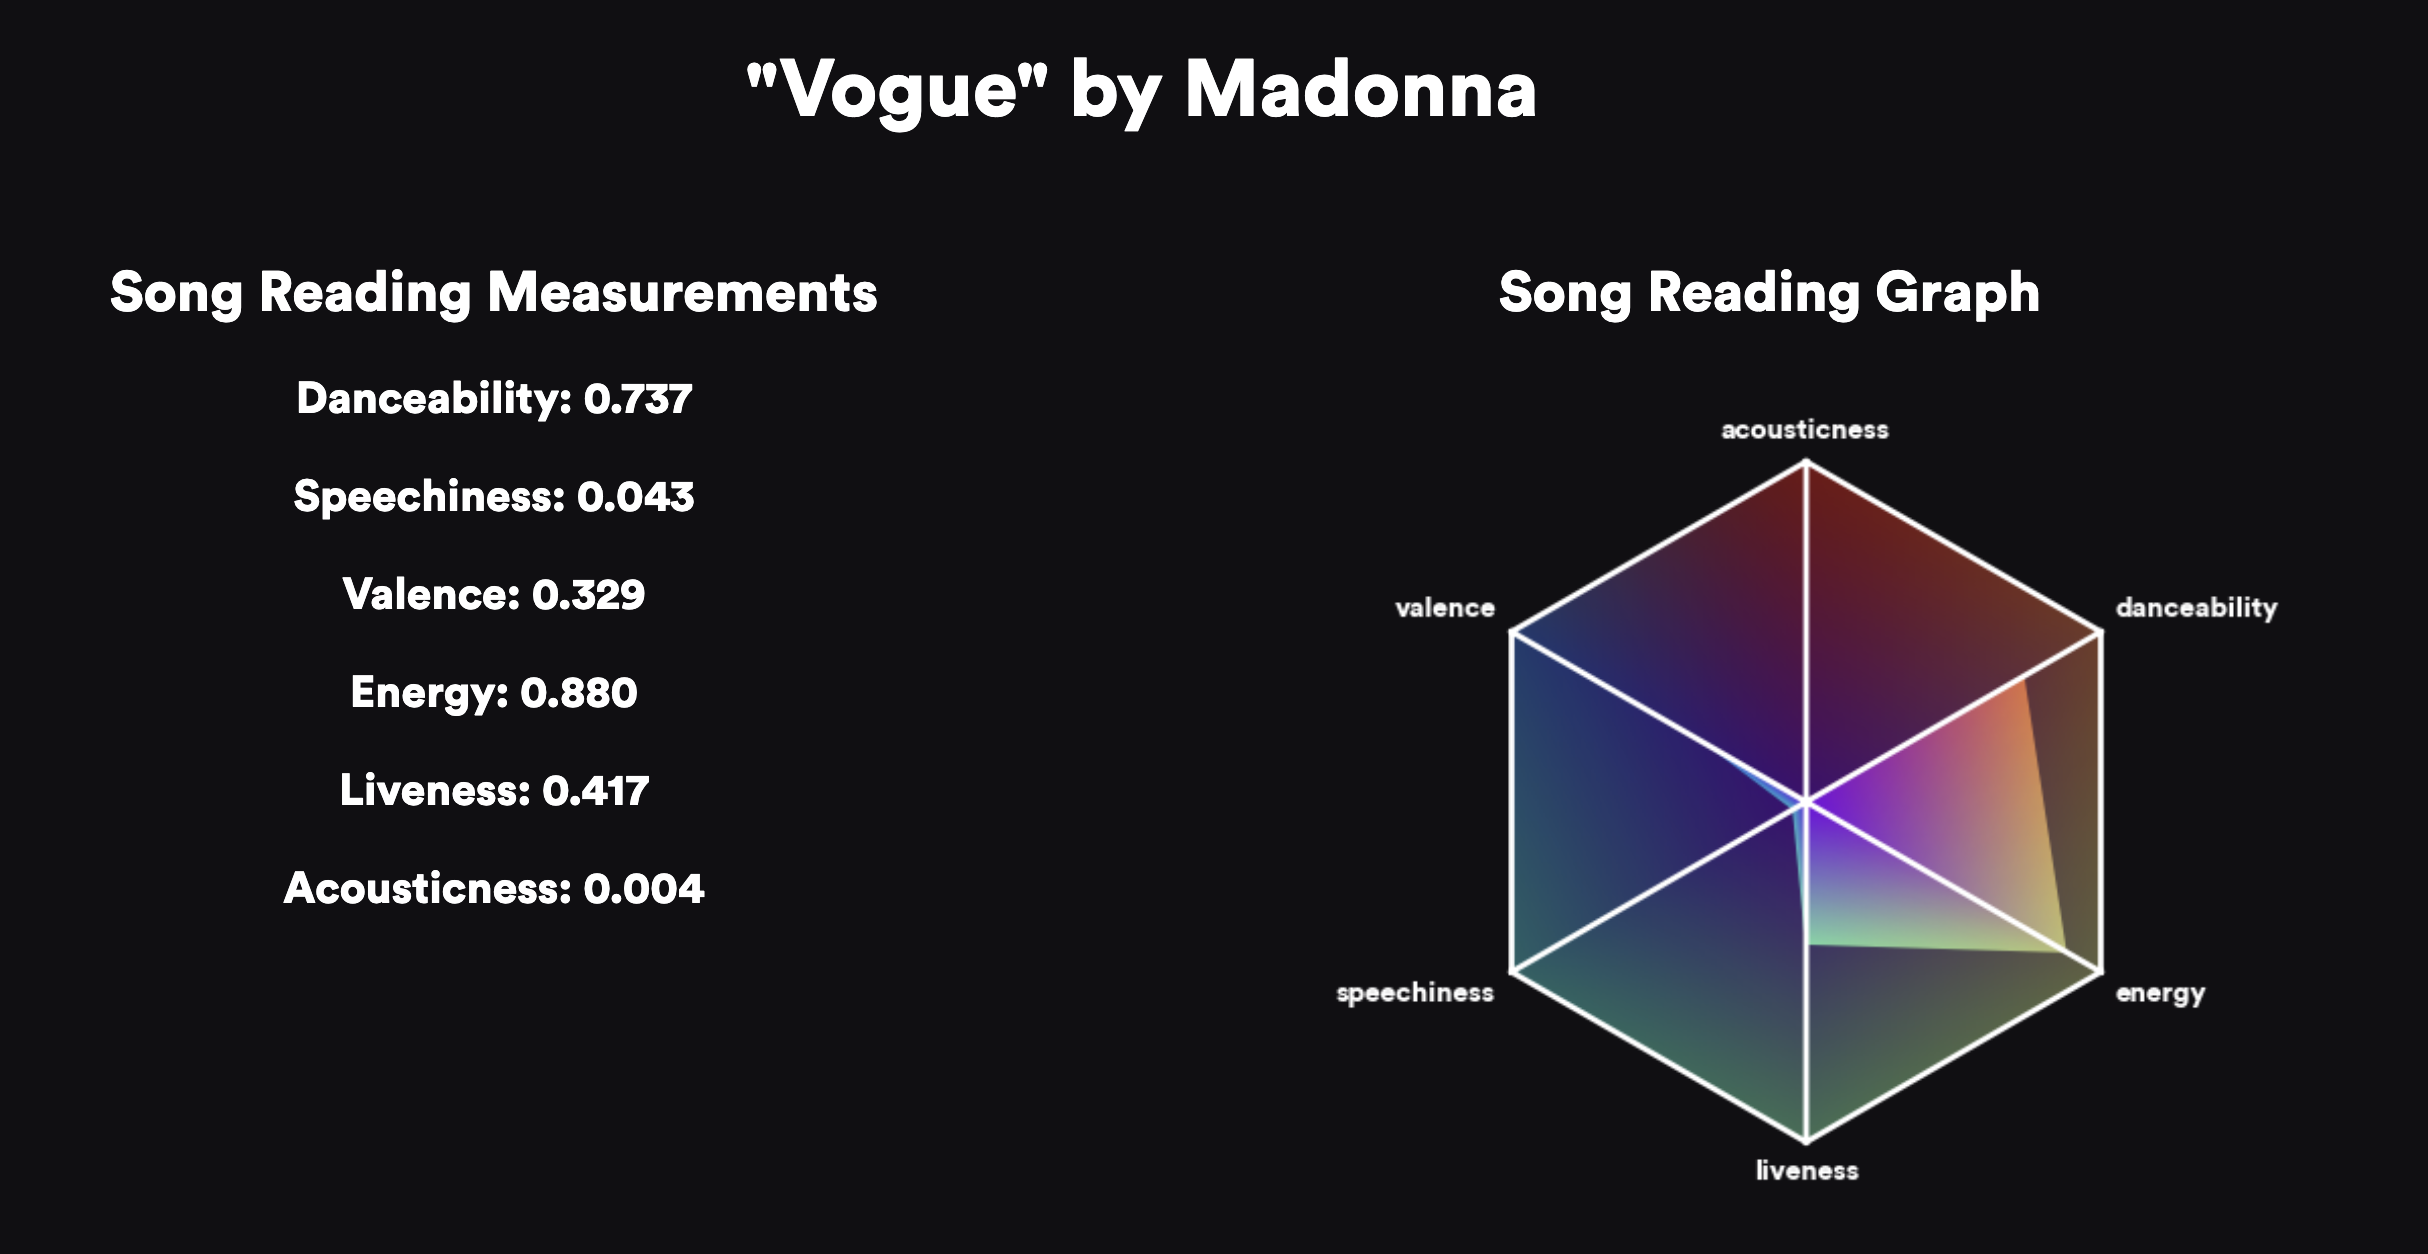 "Vogue" by Madonna
Song Reading Measurements
Danceability: 0.737
Speechiness: 0.043
Valence: 0.329
Energy: 0.880
Liveness: 0.417
Acousticness: 0.004
Song Reading Graph
acousticness
valence
danceability
speechiness
energy
liveness